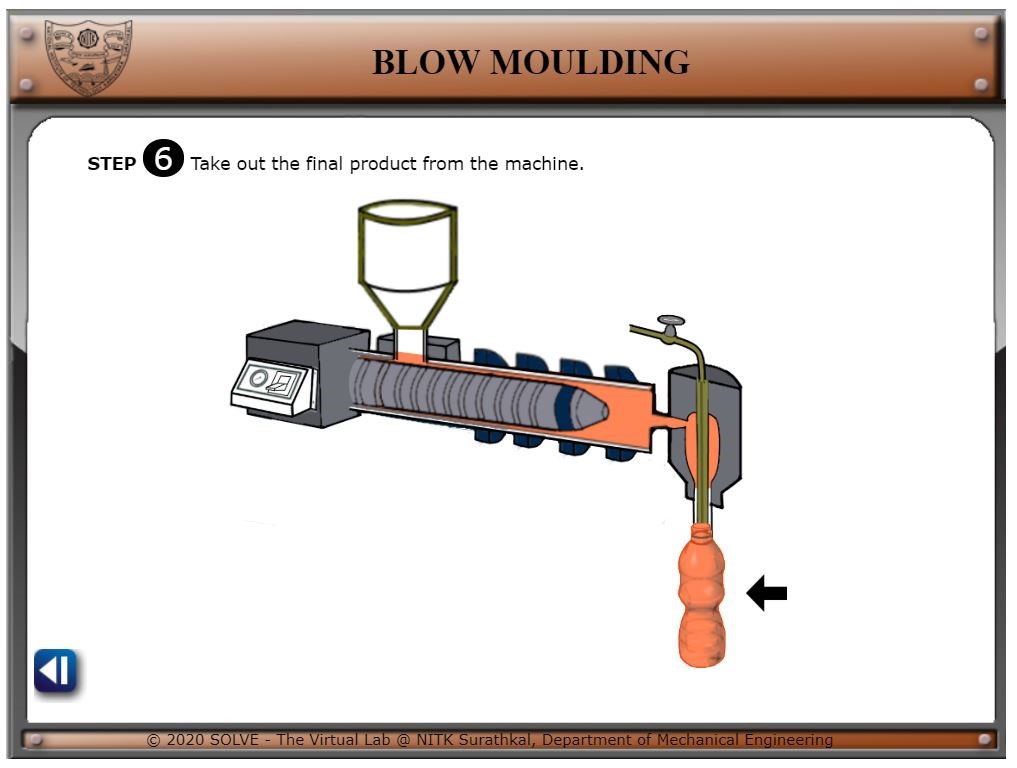 NITK
BLOW MOULDING
STEP 6 Take out the final product from the machine.
© 2020 SOLVE - The Virtual Lab @ NITK Surathkal, Department of Mechanical Engineering